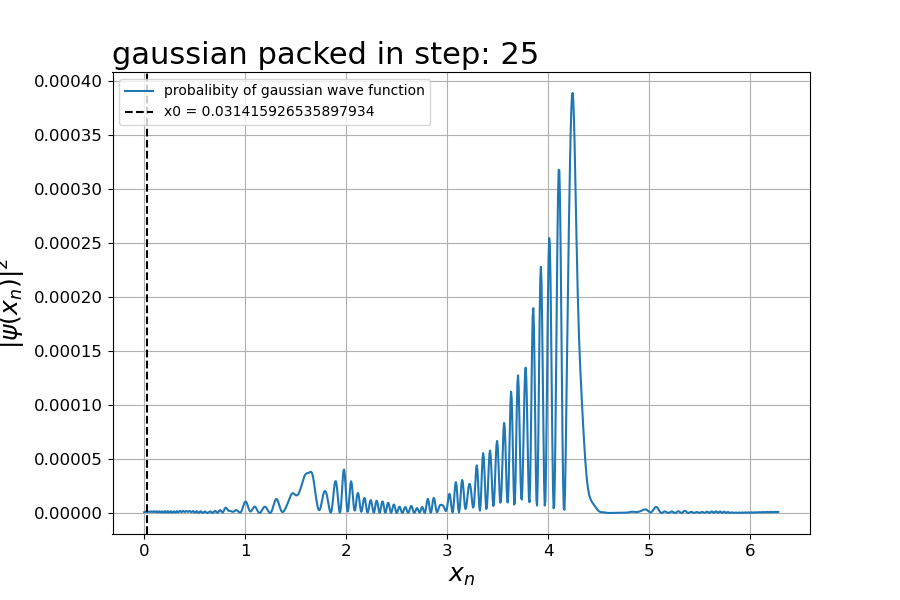 gaussian packed in step: 25
probalibity of gaussian wave function
x0 = 0.031415926535897934
0.00040
0.00035
0.00030
0.00025
0.00020
0.00015
0.00010
0.00005
0.00000
|ψ(xₙ)|²
0 1 2 3 4 5 6
xₙ